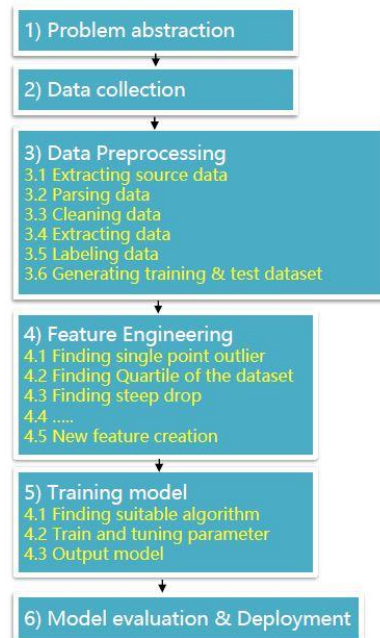 1) Problem abstraction
2) Data collection
3) Data Preprocessing
3.1 Extracting source data
3.2 Parsing data
3.3 Cleaning data
3.4 Extracting data
3.5 Labeling data
3.6 Generating training & test dataset
4) Feature Engineering
4.1 Finding single point outlier
4.2 Finding Quartile of the dataset
4.3 Finding steep drop
4.4 .....
4.5 New feature creation
5) Training model
4.1 Finding suitable algorithm
4.2 Train and tuning parameter
4.3 Output model
6) Model evaluation & Deployment